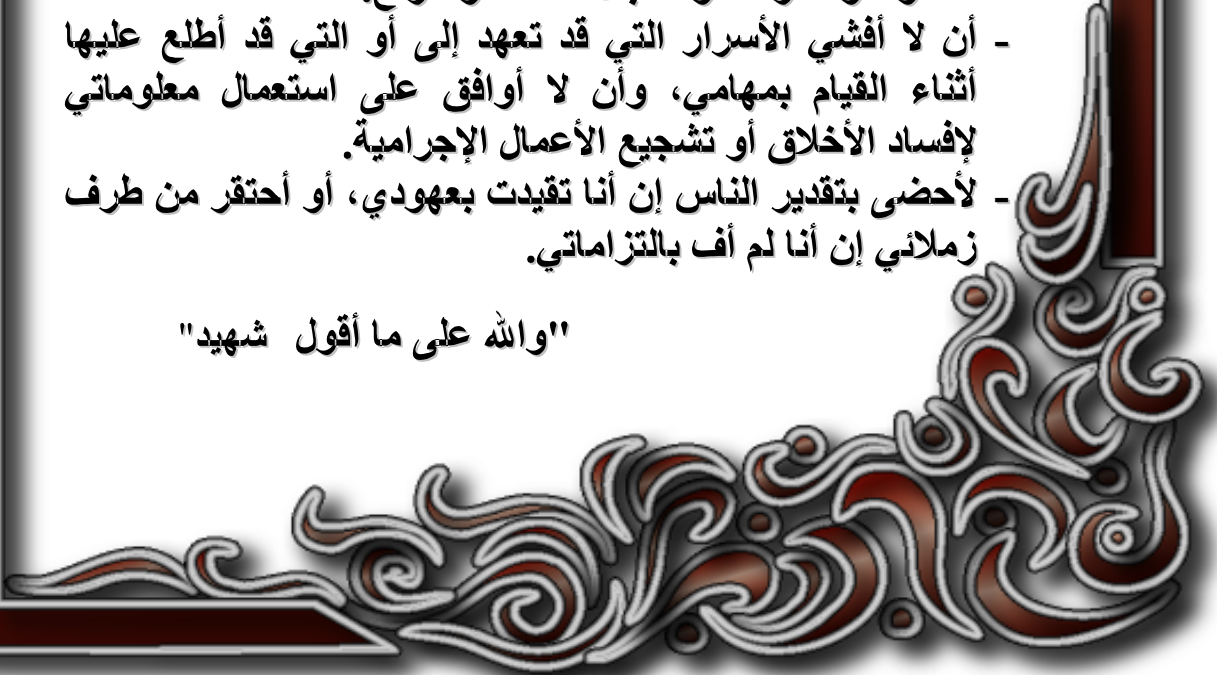 - أن لا أفشي الأسرار التي قد تعهد إلى أو التي قد أطلع عليها
أثناء القيام بمهامي، وأن لا أوافق على استعمال معلوماتي
لإفساد الأخلاق أو تشجيع الأعمال الإجرامية.
- لأحضى بتقدير الناس إن أنا تقيدت بعهودي، أو أحتقر من طرف
زملائي إن أنا لم أف بالتزاماتي.
"والله على ما أقول شهيد"